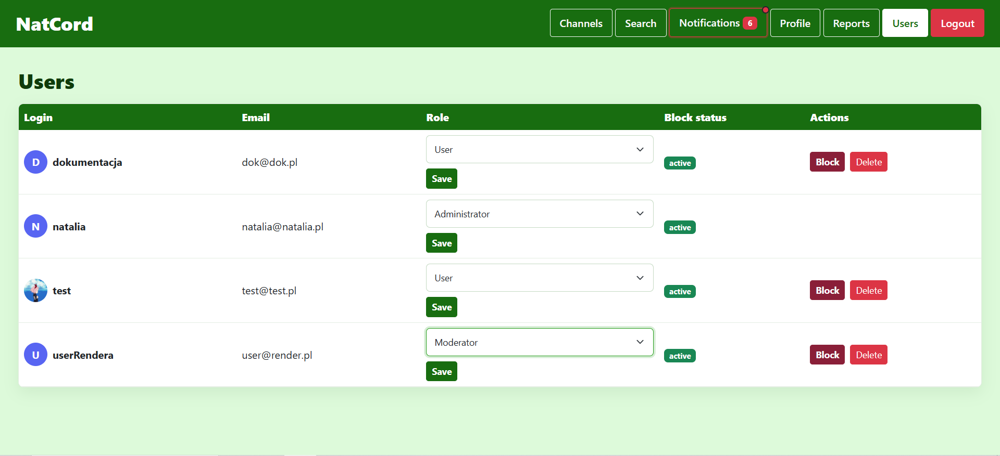 NatCord
Channels Search Notifications 6 Profile Reports Users Logout
Users
Login Email Role Block status Actions
D dokumentacja dok@dok.pl User active Block Delete
Save
N natalia natalia@natalia.pl Administrator active
Save
test test@test.pl User active Block Delete
Save
U userRendera user@render.pl Moderator active Block Delete
Save